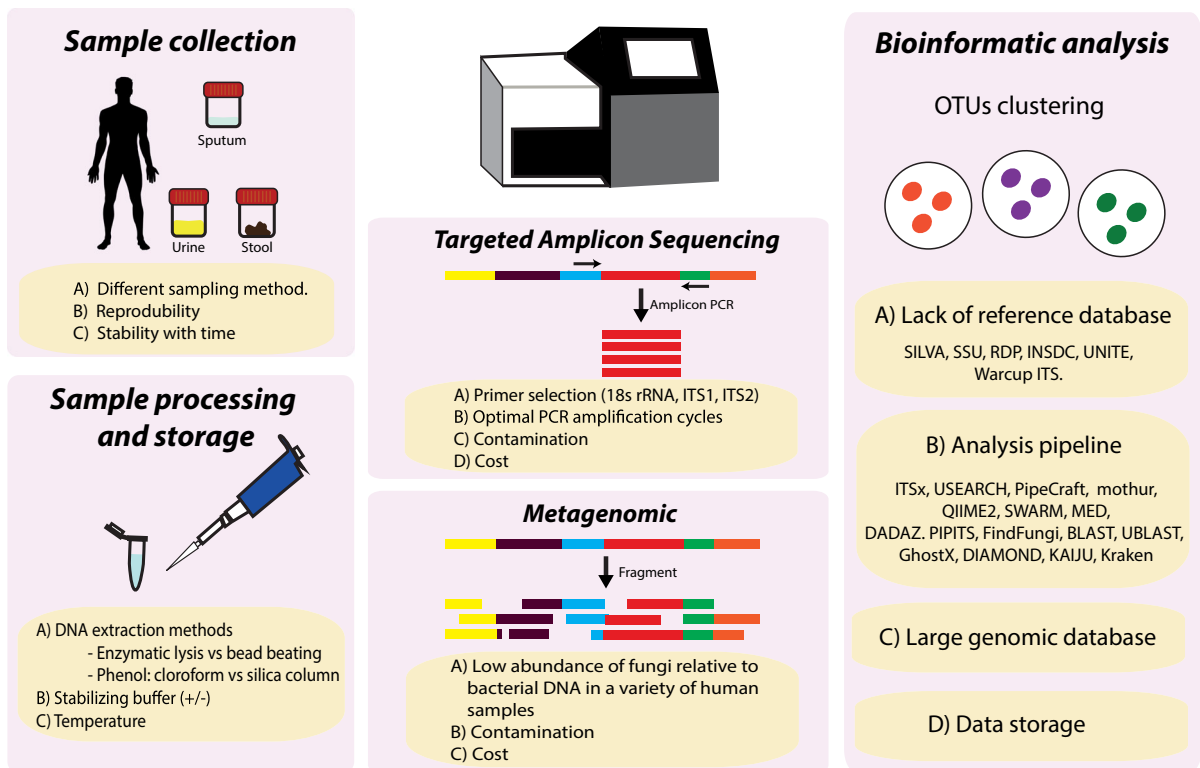 Sample collection
Sputum
Urine
Stool
A) Different sampling method.
B) Reprodubility
C) Stability with time
Sample processing
and storage
A) DNA extraction methods
- Enzymatic lysis vs bead beating
- Phenol: cloroform vs silica column
B) Stabilizing buffer (+/-)
C) Temperature
Targeted Amplicon Sequencing
Amplicon PCR
A) Primer selection (18s rRNA, ITS1, ITS2)
B) Optimal PCR amplification cycles
C) Contamination
D) Cost
Metagenomic
Fragment
A) Low abundance of fungi relative to
bacterial DNA in a variety of human
samples
B) Contamination
C) Cost
Bioinformatic analysis
OTUs clustering
A) Lack of reference database
SILVA, SSU, RDP, INSDC, UNITE,
Warcup ITS.
B) Analysis pipeline
ITSx, USEARCH, PipeCraft, mothur,
QIIME2, SWARM, MED,
DADAZ. PIPITS, FindFungi, BLAST, UBLAST,
GhostX, DIAMOND, KAIJU, Kraken
C) Large genomic database
D) Data storage